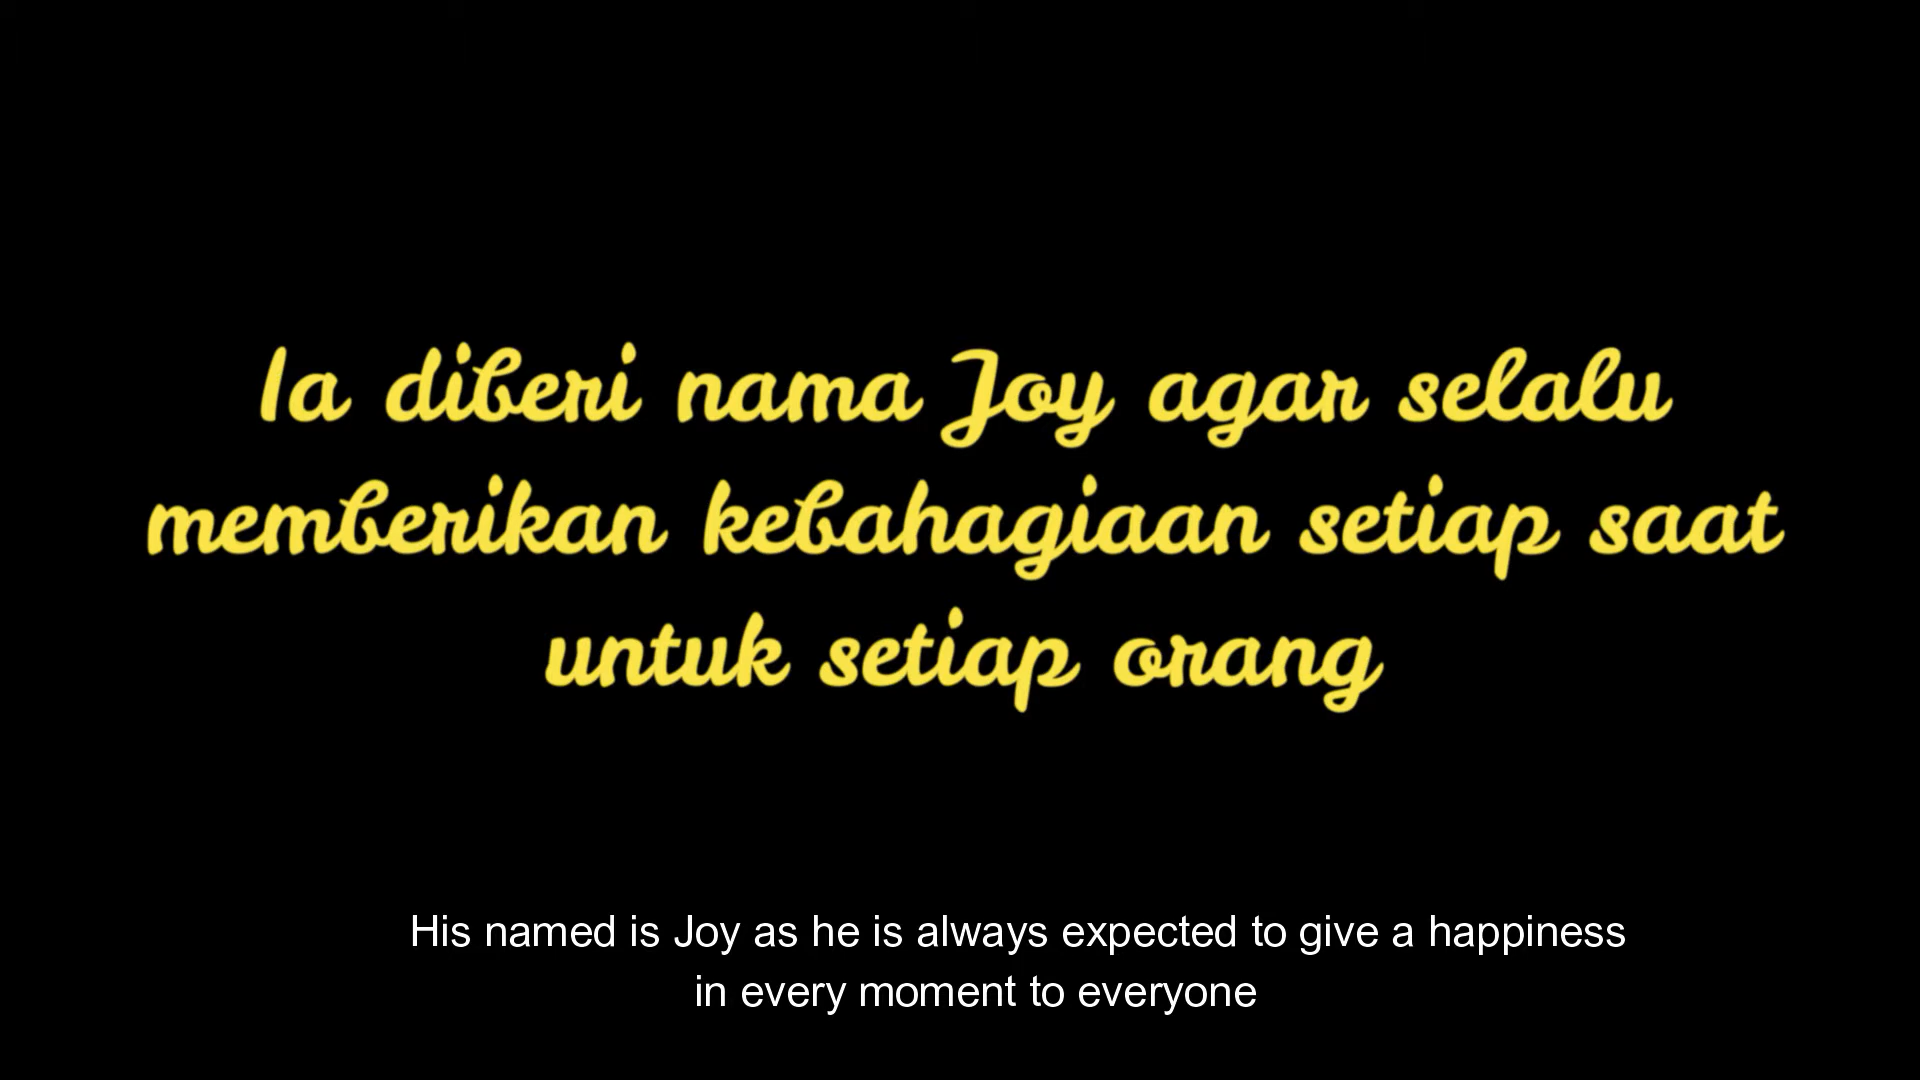 Ia diberi nama Joy agar selalu
memberikan kebahagiaan setiap saat
untuk setiap orang
His named is Joy as he is always expected to give a happiness
in every moment to everyone